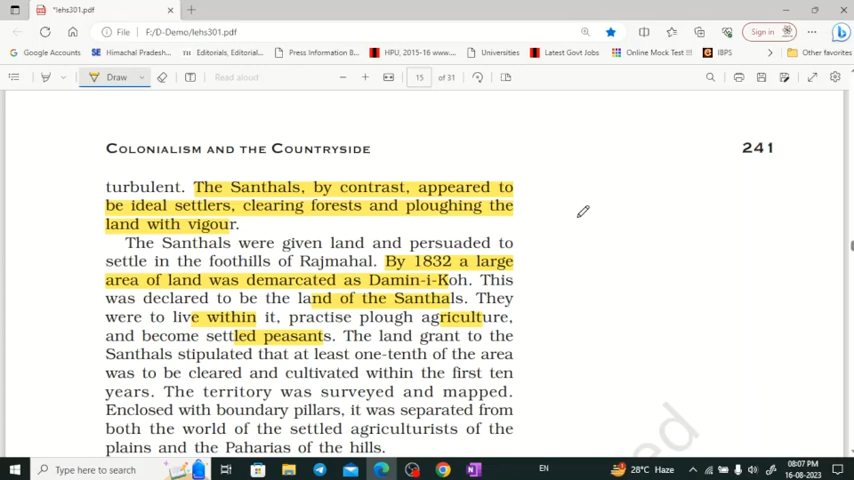 *lehs301.pdf
File
F:/D-Demo/lehs301.pdf
Sign in
Google Accounts
Himachal Pradesh...
Editorials, Editorial...
Press Information B...
HPU, 2015-16 www....
Universities
Latest Govt Jobs
Online Mock Test !!!
IBPS
Other favorites
Draw
Read aloud
15 of 31
COLONIALISM AND THE COUNTRYSIDE 241
turbulent. The Santhals, by contrast, appeared to
be ideal settlers, clearing forests and ploughing the
land with vigour.
The Santhals were given land and persuaded to
settle in the foothills of Rajmahal. By 1832 a large
area of land was demarcated as Damin-i-Koh. This
was declared to be the land of the Santhals. They
were to live within it, practise plough agriculture,
and become settled peasants. The land grant to the
Santhals stipulated that at least one-tenth of the area
was to be cleared and cultivated within the first ten
years. The territory was surveyed and mapped.
Enclosed with boundary pillars, it was separated from
both the world of the settled agriculturists of the
plains and the Paharias of the hills.
ed
Type here to search
EN
28°C Haze
08:07 PM
16-08-2023